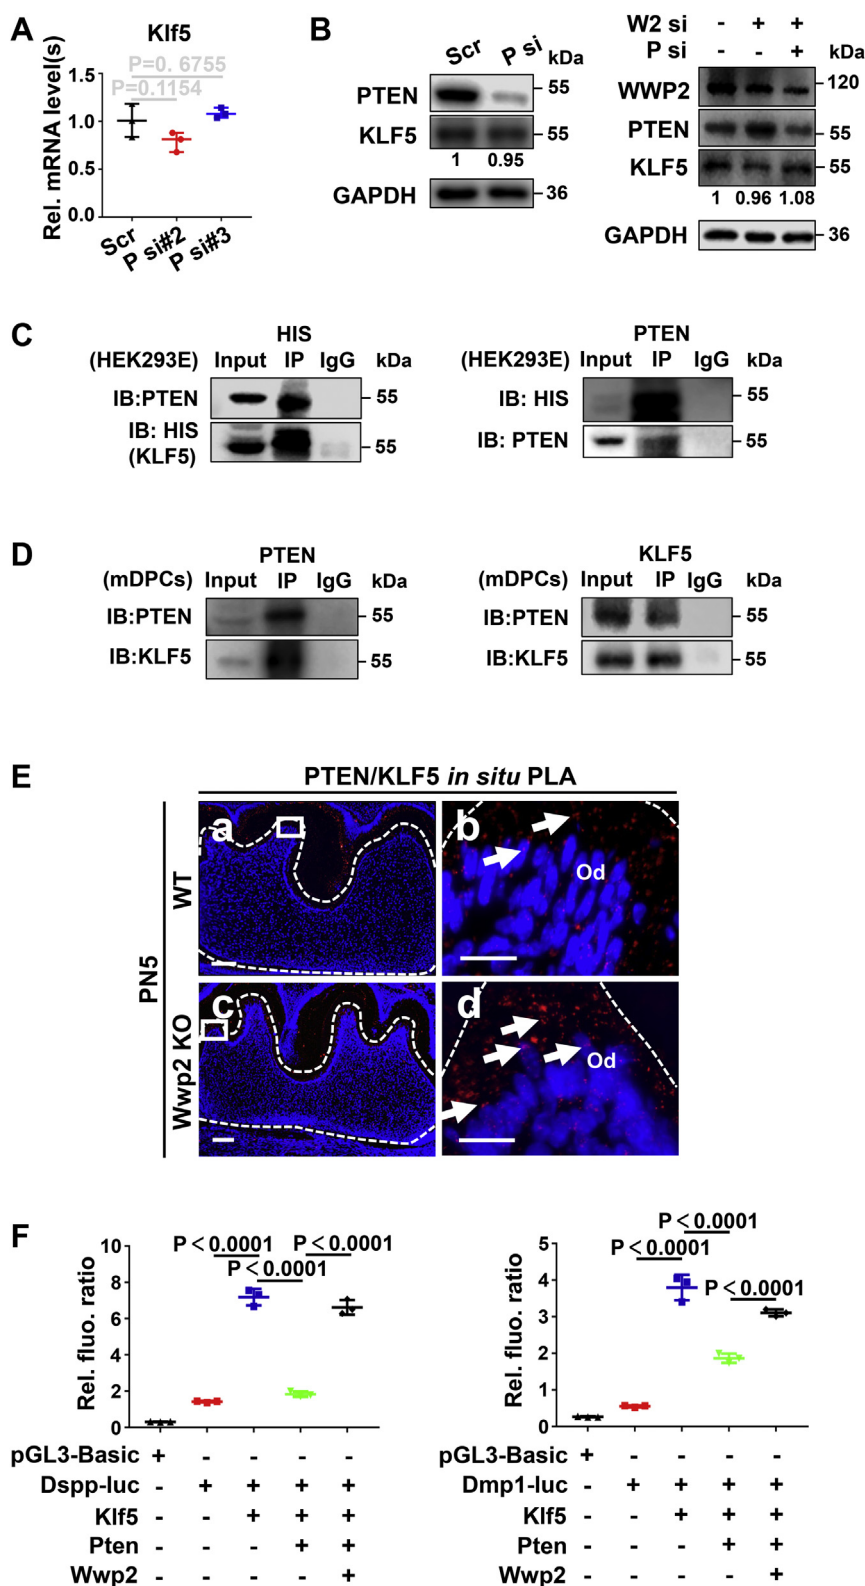 A
Klf5
Rel. mRNA level(s)
1.5
1.0
0.5
0.0
P=0. 6755
P=0.1154
Scr
P si#2
P si#3
B
Scr
P si
kDa
PTEN
55
KLF5
55
1 0.95
GAPDH
36
W2 si - + +
P si - - +
kDa
WWP2
120
PTEN
KLF5
55
1 0.96 1.08
GAPDH
36
C
HIS
(HEK293E) Input IP IgG kDa
IB:PTEN
55
IB: HIS
(KLF5)
55
PTEN
(HEK293E) Input IP IgG kDa
IB: HIS
55
IB: PTEN
55
D
PTEN
(mDPCs) Input IP IgG kDa
IB:PTEN
55
IB:KLF5
55
KLF5
(mDPCs) Input IP IgG kDa
IB:PTEN
55
IB:KLF5
55
E
PTEN/KLF5 in situ PLA
PN5
WT
a
b
Od
Wwp2 KO
c
d
Od
F
Rel. fluo. ratio
10
8
6
4
2
0
P < 0.0001
P < 0.0001
P < 0.0001
pGL3-Basic + - - - -
Dspp-luc - + + + +
Klf5 - - + + +
Pten - - - + +
Wwp2 - - - - +
Rel. fluo. ratio
5
4
3
2
1
0
P < 0.0001
P < 0.0001
P < 0.0001
pGL3-Basic + - - - -
Dmp1-luc - + + + +
Klf5 - - + + +
Pten - - - + +
Wwp2 - - - - +